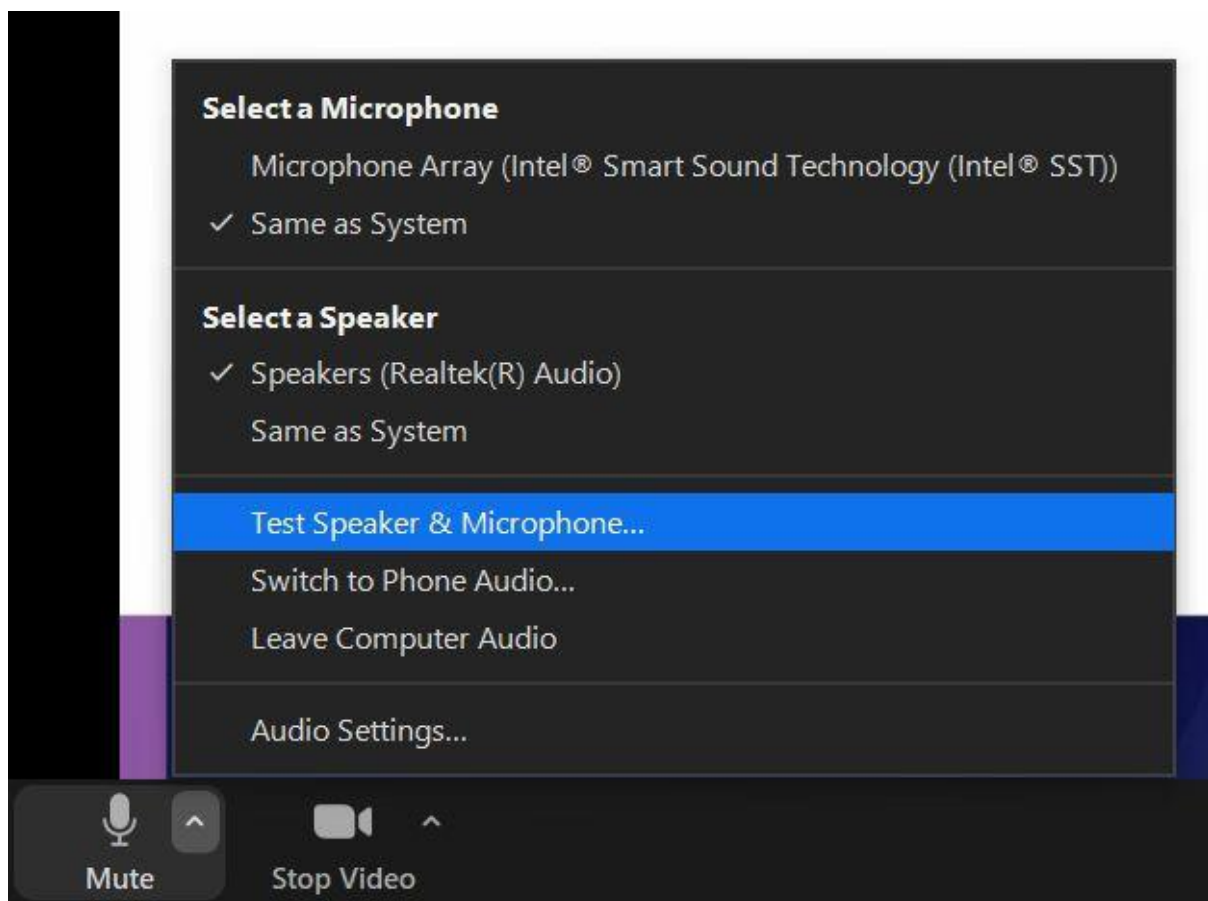 Select a Microphone
Microphone Array (Intel® Smart Sound Technology (Intel® SST))
✓ Same as System
Select a Speaker
✓ Speakers (Realtek(R) Audio)
Same as System
Test Speaker & Microphone...
Switch to Phone Audio...
Leave Computer Audio
Audio Settings...
Mute
Stop Video